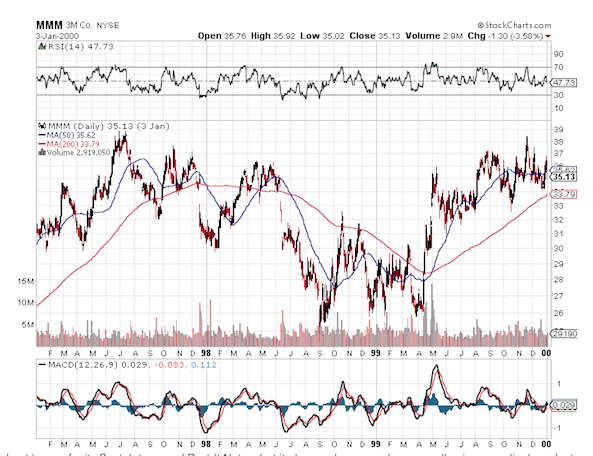 MMM 3M Co. NYSE © StockCharts.com
3-Jan-2000 Open 35.76 High 35.92 Low 35.02 Close 35.13 Volume 2.9M Chg -1.30 (-3.58%)
RSI(14) 47.73
90
70
47.73
30
10
MMM (Daily) 35.13 (3 Jan)
MA(50) 35.62
MA(200) 33.79
Volume 2,919,050
39
38
37
36
35.13
33.79
33
32
31
30
29
28
27
26
25
15M
10M
5M
F M A M J J A S O N D 98 F M A M J J A S O N D 99 F M A M J J A S O N D 00
MACD(12,26,9) 0.029, -0.083, 0.112
1
0.029
-1
F M A M J J A S O N D 98 F M A M J J A S O N D 99 F M A M J J A S O N D 00